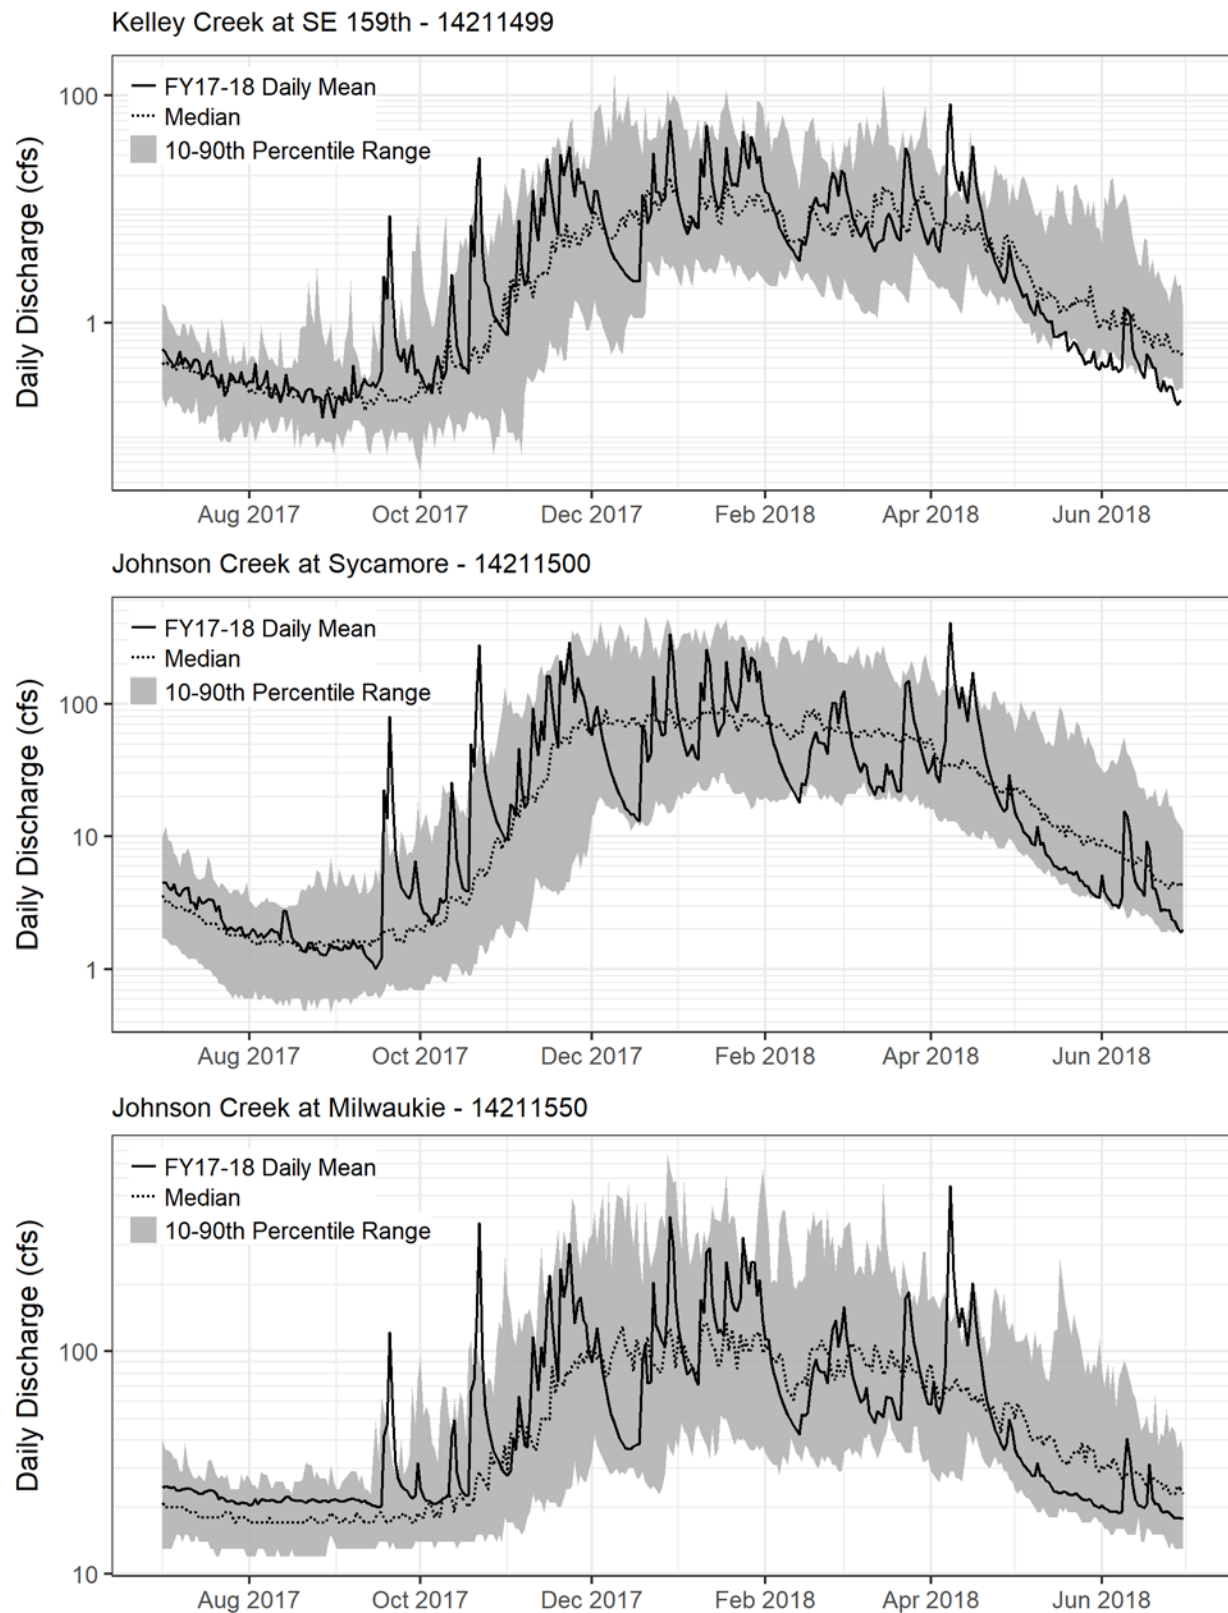 Kelley Creek at SE 159th - 14211499
FY17-18 Daily Mean
Median
10-90th Percentile Range
Daily Discharge (cfs)
100
1
Aug 2017 Oct 2017 Dec 2017 Feb 2018 Apr 2018 Jun 2018
Johnson Creek at Sycamore - 14211500
FY17-18 Daily Mean
Median
10-90th Percentile Range
Daily Discharge (cfs)
100
10
1
Aug 2017 Oct 2017 Dec 2017 Feb 2018 Apr 2018 Jun 2018
Johnson Creek at Milwaukie - 14211550
FY17-18 Daily Mean
Median
10-90th Percentile Range
Daily Discharge (cfs)
100
10
Aug 2017 Oct 2017 Dec 2017 Feb 2018 Apr 2018 Jun 2018